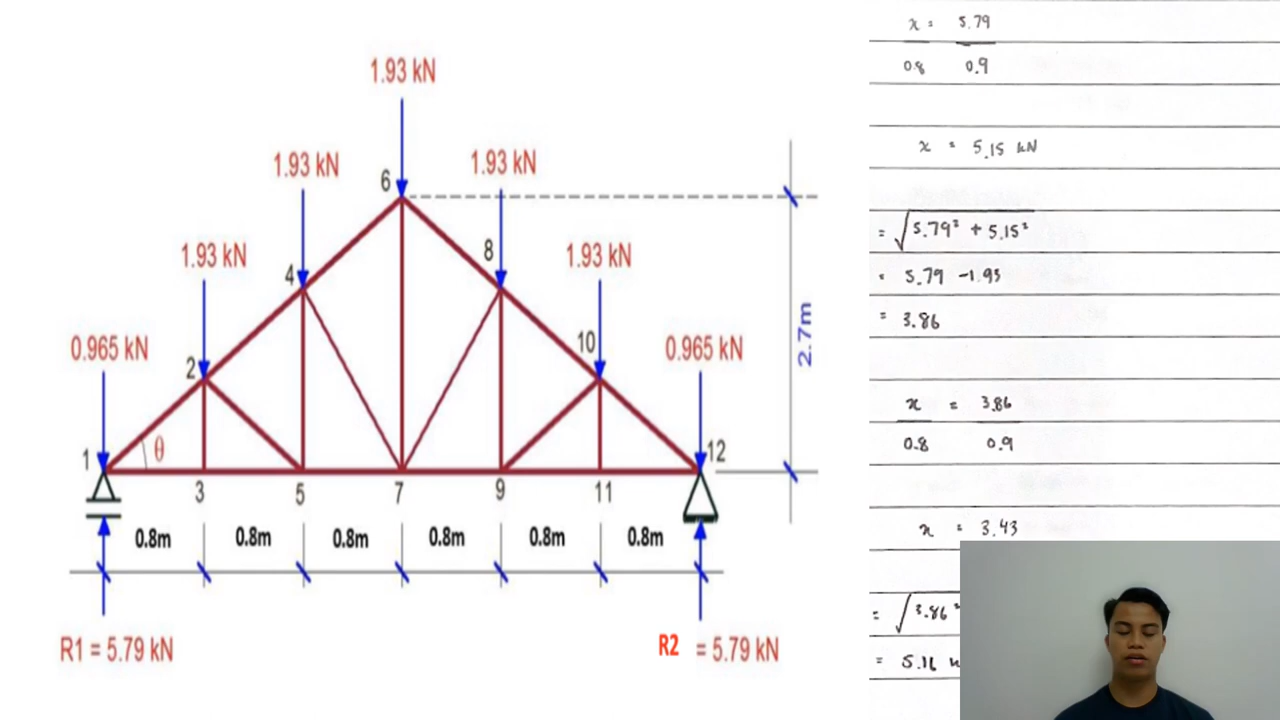 1.93 kN
1.93 kN
1.93 kN
6
8
1.93 kN
1.93 kN
4
0.965 kN
0.965 kN
2
10
2.7m
1
θ
12
3
5
7
9
11
0.8m
0.8m
0.8m
0.8m
0.8m
0.8m
R1 = 5.79 kN
R2 = 5.79 kN
x = 5.79
0.8 0.9
x = 5.15 kN
= √5.79² + 5.15²
= 5.79 -1.93
= 3.86
x = 3.86
0.8 0.9
x = 3.43
= √3.86²
= 5.16